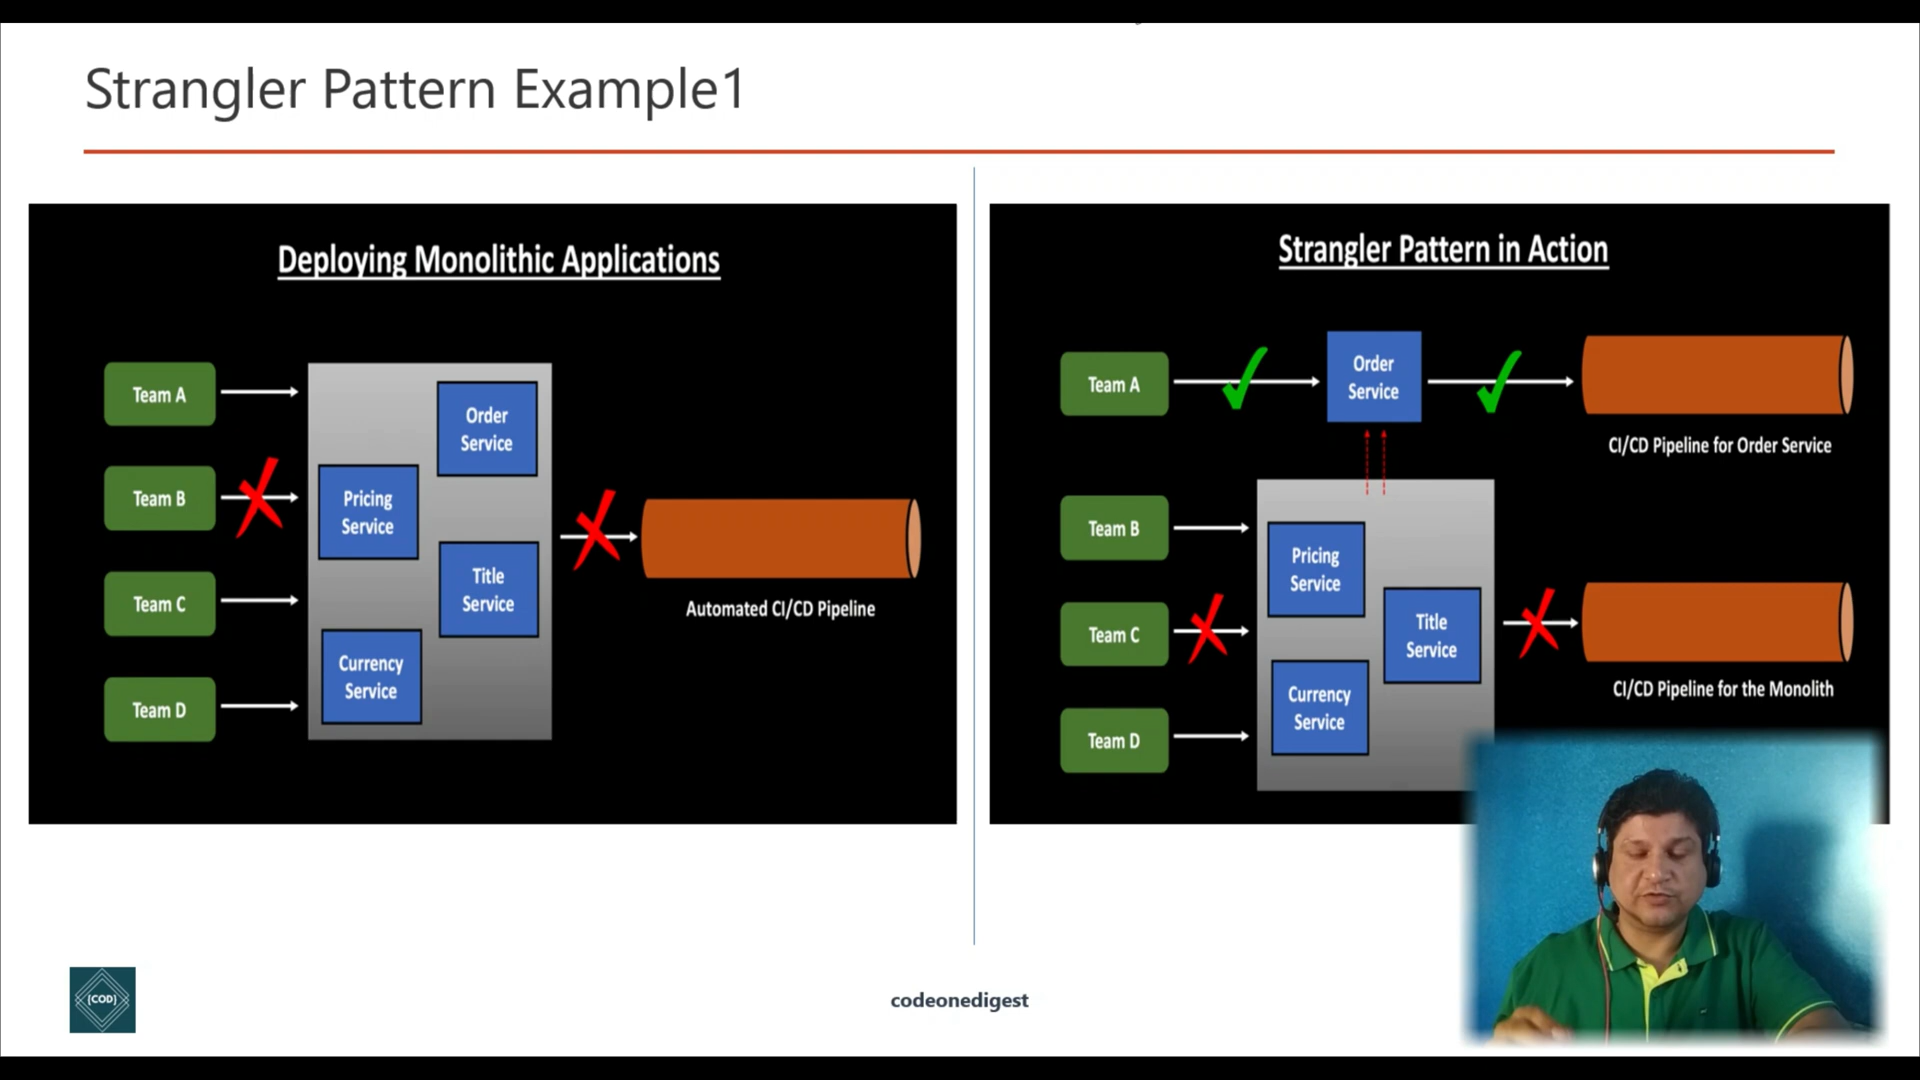 Strangler Pattern Example1
Deploying Monolithic Applications
Team A
Team B
Team C
Team D
Order
Service
Pricing
Service
Title
Service
Currency
Service
Automated CI/CD Pipeline
Strangler Pattern in Action
Team A
Order
Service
CI/CD Pipeline for Order Service
Team B
Team C
Team D
Pricing
Service
Title
Service
Currency
Service
CI/CD Pipeline for the Monolith
{COD}
codeonedigest